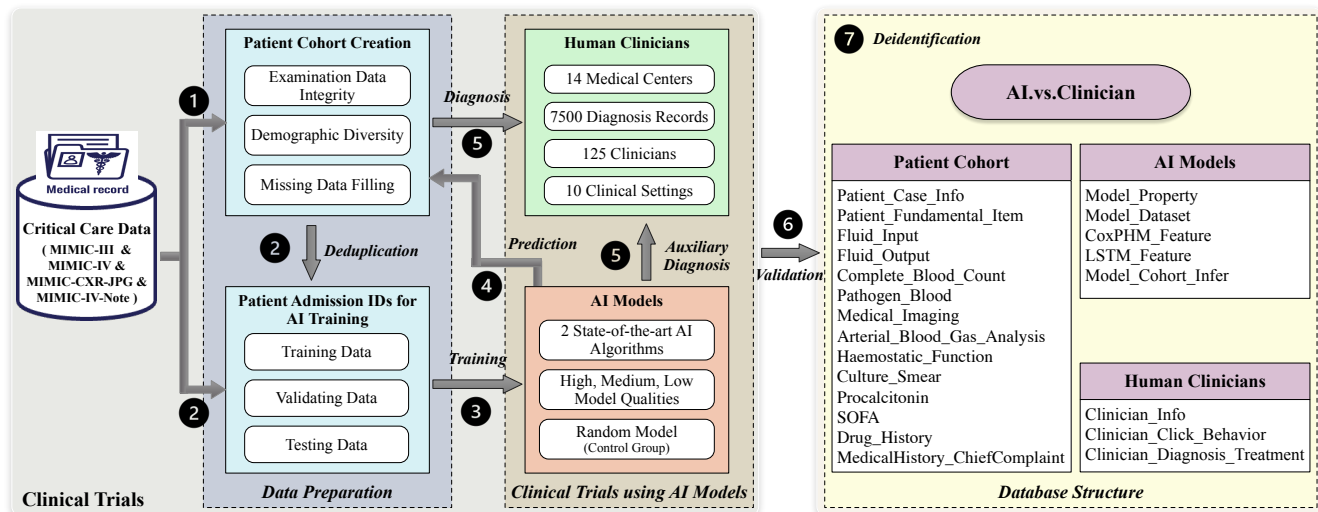 Medical record
Critical Care Data
( MIMIC-III &
MIMIC-IV &
MIMIC-CXR-JPG &
MIMIC-IV-Note )
1
2
Patient Cohort Creation
Examination Data
Integrity
Demographic Diversity
Missing Data Filling
2
Deduplication
Patient Admission IDs for
AI Training
Training Data
Validating Data
Testing Data
Data Preparation
Clinical Trials
Diagnosis
5
Prediction
4
Training
3
Human Clinicians
14 Medical Centers
7500 Diagnosis Records
125 Clinicians
10 Clinical Settings
5
Auxiliary
Diagnosis
AI Models
2 State-of-the-art AI
Algorithms
High, Medium, Low
Model Qualities
Random Model
(Control Group)
Clinical Trials using AI Models
6
Validation
7
Deidentification
AI.vs.Clinician
Patient Cohort
Patient_Case_Info
Patient_Fundamental_Item
Fluid_Input
Fluid_Output
Complete_Blood_Count
Pathogen_Blood
Medical_Imaging
Arterial_Blood_Gas_Analysis
Haemostatic_Function
Culture_Smear
Procalcitonin
SOFA
Drug_History
MedicalHistory_ChiefComplaint
AI Models
Model_Property
Model_Dataset
CoxPHM_Feature
LSTM_Feature
Model_Cohort_Infer
Human Clinicians
Clinician_Info
Clinician_Click_Behavior
Clinician_Diagnosis_Treatment
Database Structure